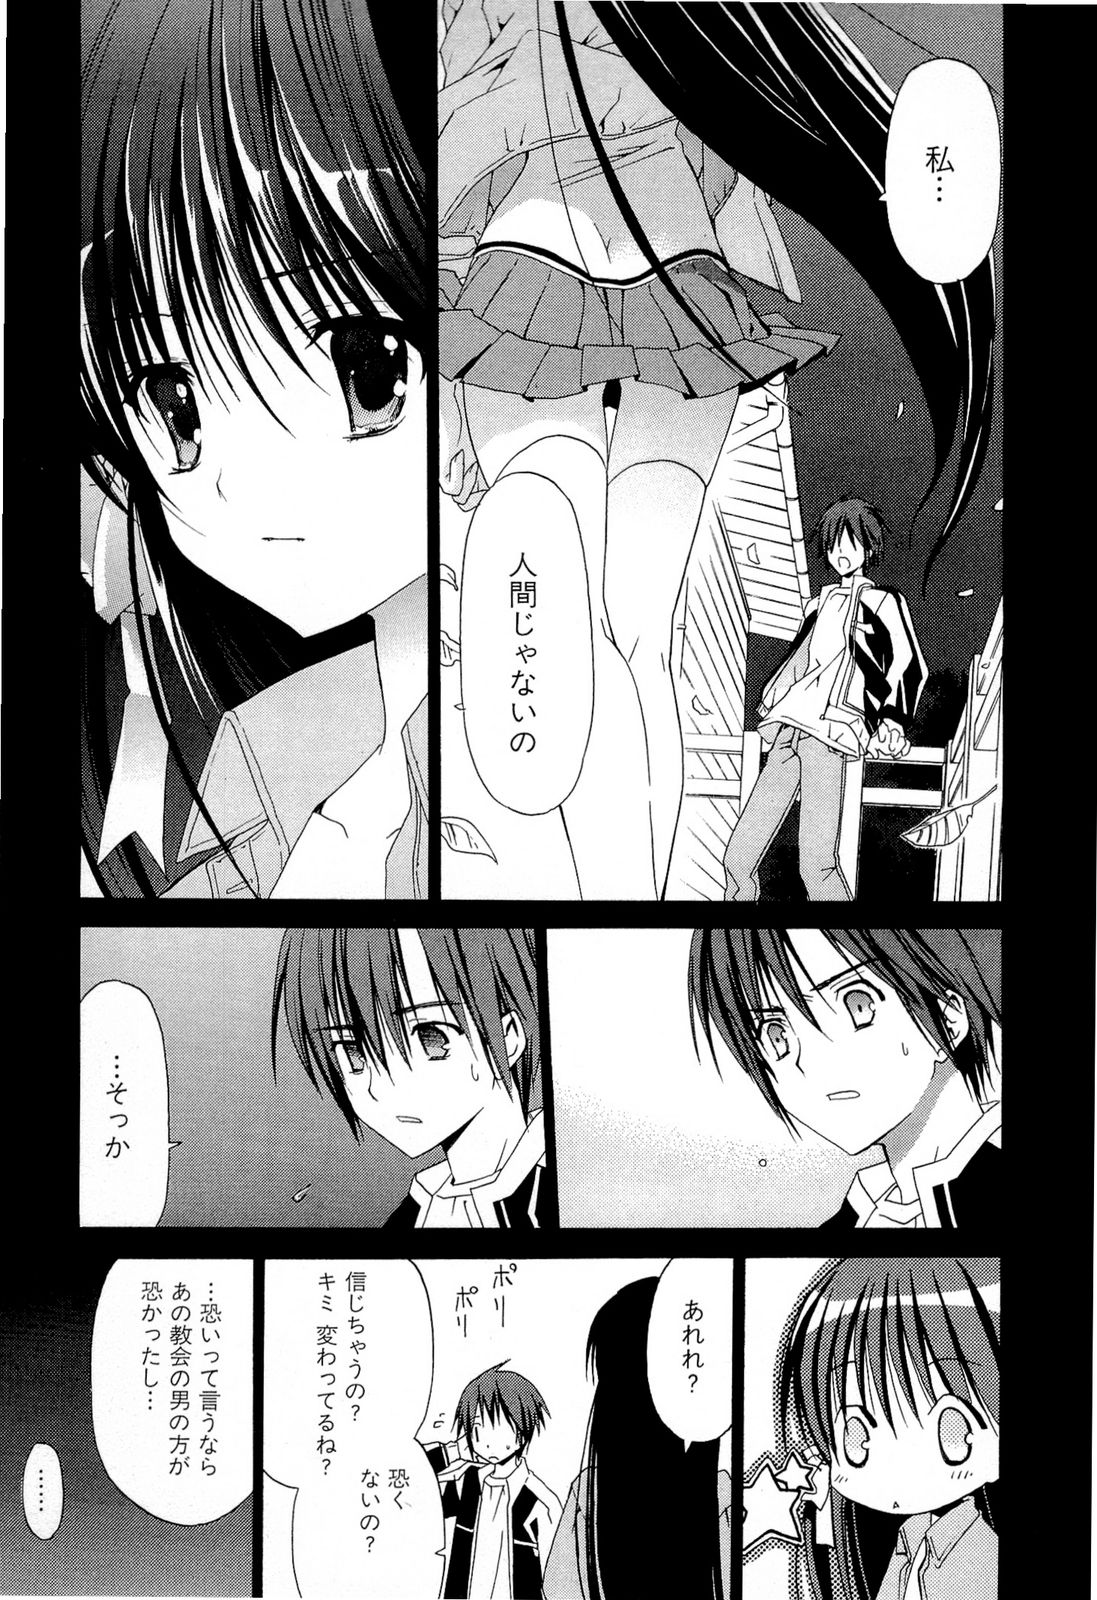 私…
人間じゃないの
…そっか
あれれ?
ポリ
ポリ
信じちゃうの?
キミ 変わってるね?
恐く
ないの?
…恐いって言うなら
あの教会の男の方が
恐かったし…
……